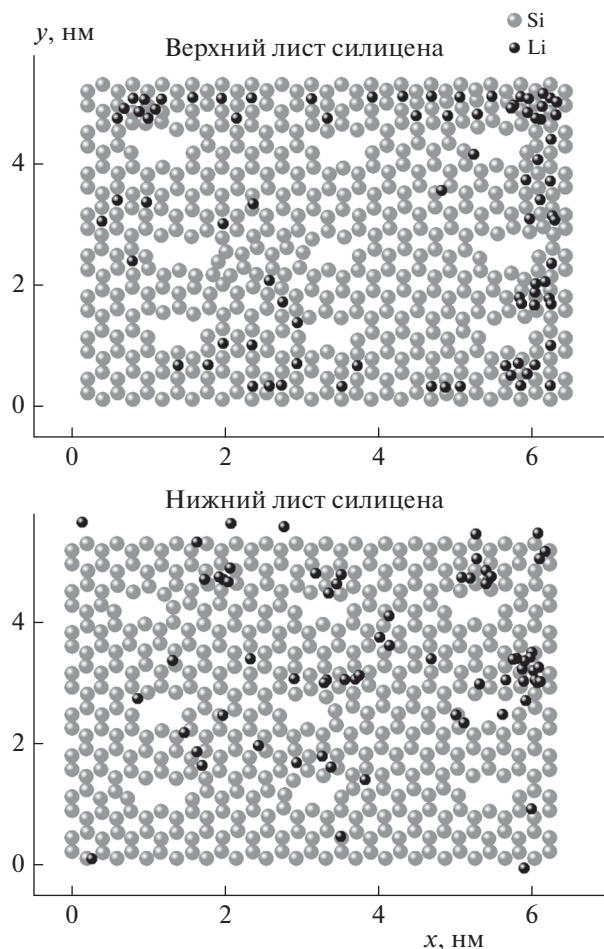 Si
Li
y, нм
Верхний лист силицена
4
2
0
0 2 4 6
Нижний лист силицена
4
2
0
0 2 4 6
x, нм